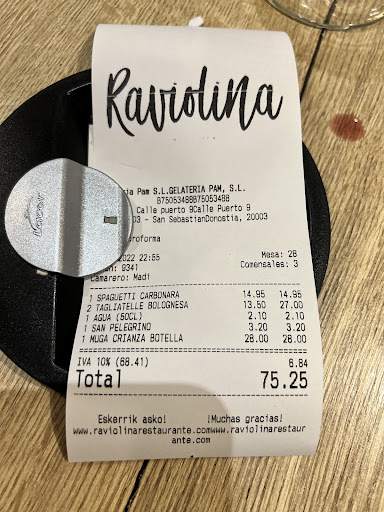 Raviolina
Pam S.L.GELATERIA PAM, S.L.
B75053488B75053488
Calle puerto 9Calle Puerto 9
03 - San SebastianDonostia, 20003
roforma
2022 22:55 Mesa: 28
9341 Comensales: 3
Camarero: Madi
1 SPAGUETTI CARBONARA 14.95 14.95
2 TAGLIATELLE BOLOGNESA 13.50 27.00
1 AGUA (50CL) 2.10 2.10
1 SAN PELEGRINO 3.20 3.20
1 MUGA CRIANZA BOTELLA 28.00 28.00
IVA 10% (68.41) 6.84
Total 75.25
Eskerrik asko! ¡Muchas gracias!
www.raviolinarestaurante.comwww.raviolinarestaur
ante.com